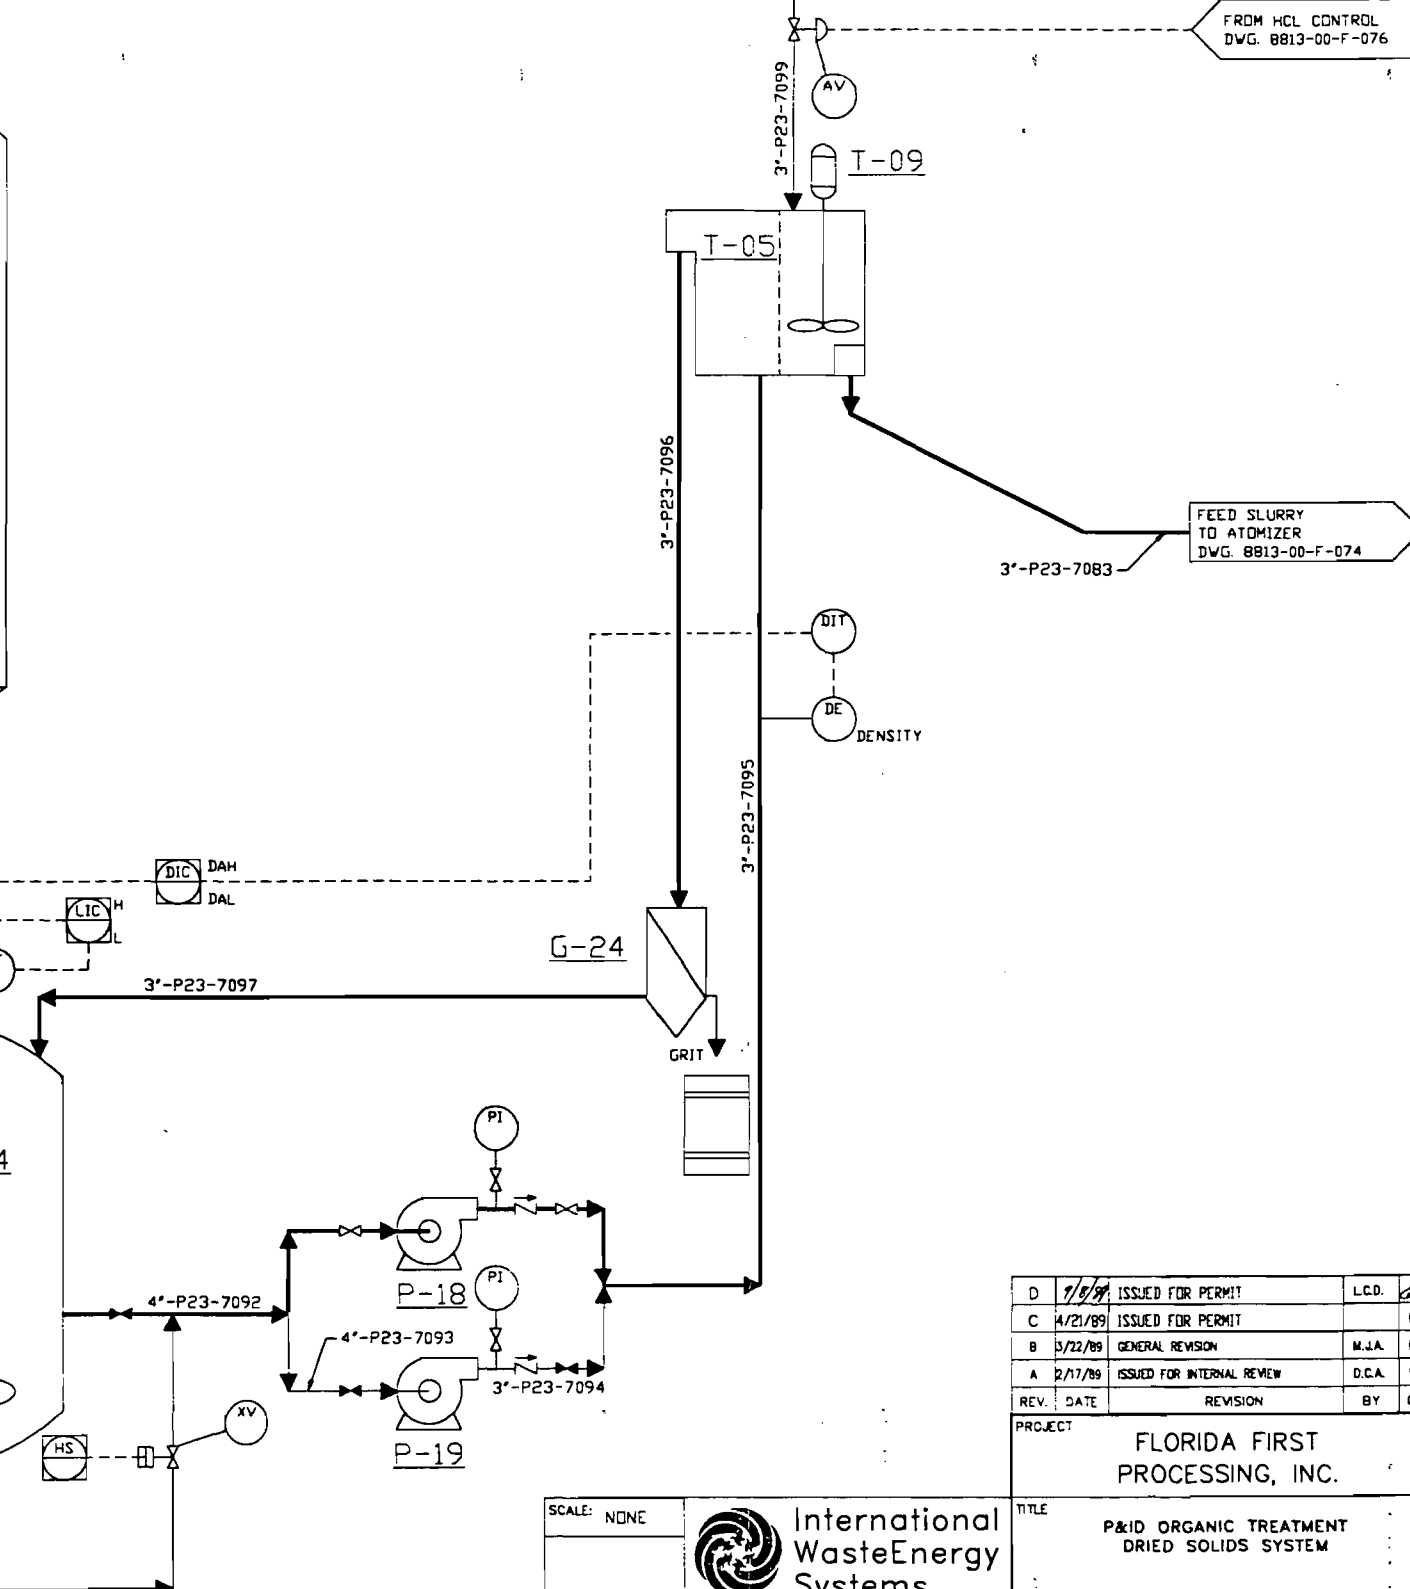 FROM HCL CONTROL
DWG. 8813-00-F-076
AV
3"-P23-7099
T-09
T-05
3"-P23-7096
FEED SLURRY
TO ATOMIZER
DWG. 8813-00-F-074
3"-P23-7083
DIT
DE
DENSITY
3"-P23-7095
DIC
DAH
DAL
LIC
H
L
G-24
3"-P23-7097
GRIT
4
PI
P-18
PI
4"-P23-7092
4"-P23-7093
3"-P23-7094
P-19
XV
HS
D 9/8/89 ISSUED FOR PERMIT L.C.D.
C 4/21/89 ISSUED FOR PERMIT
B 3/22/89 GENERAL REVISION M.J.A.
A 2/17/89 ISSUED FOR INTERNAL REVIEW D.C.A.
REV. DATE REVISION BY
PROJECT
FLORIDA FIRST
PROCESSING, INC.
SCALE: NONE
International
WasteEnergy
Systems
TITLE
P&ID ORGANIC TREATMENT
DRIED SOLIDS SYSTEM